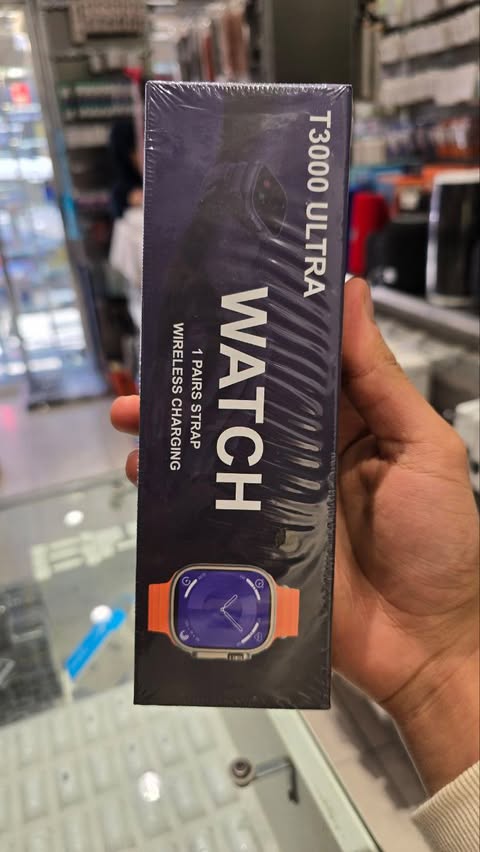 T3000 ULTRA
WATCH
1 PAIRS STRAP
WIRELESS CHARGING